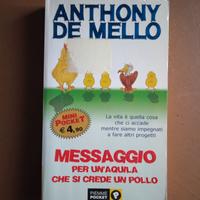 ANTHONY
DE MELLO
MINI
POCKET
€ 4,90
La vita è quella cosa
che ci accade
mentre siamo impegnati
a fare altri progetti
MESSAGGIO
PER UN'AQUILA
CHE SI CREDE UN POLLO
PIEMME
POCKET